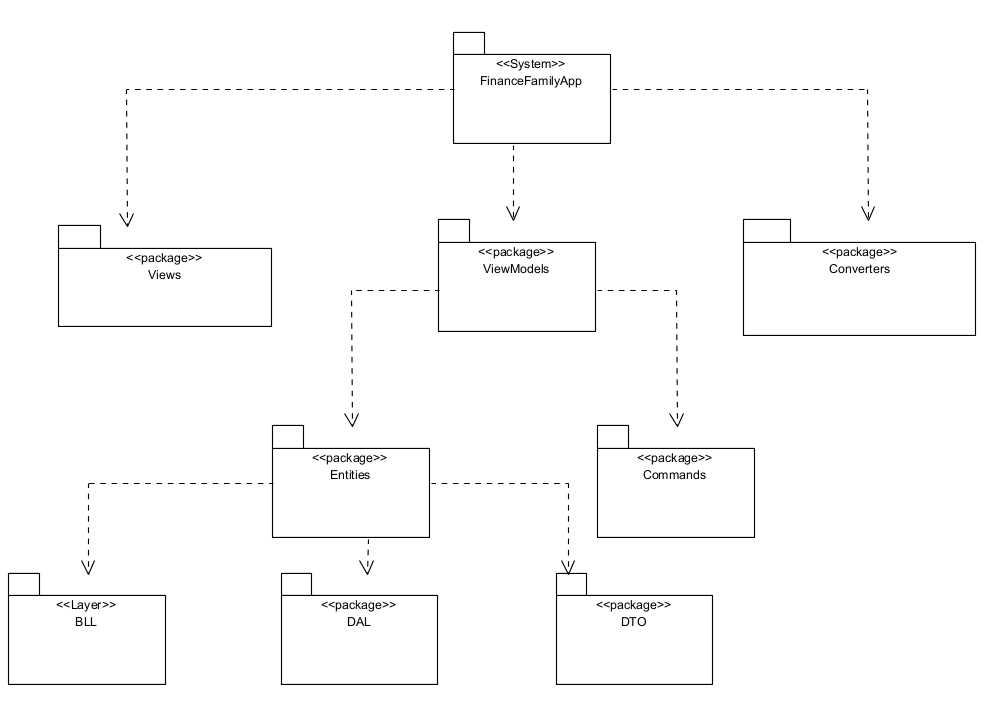 <<System>>
FinanceFamilyApp
<<package>>
Views
<<package>>
ViewModels
<<package>>
Converters
<<package>>
Entities
<<package>>
Commands
<<Layer>>
BLL
<<package>>
DAL
<<package>>
DTO